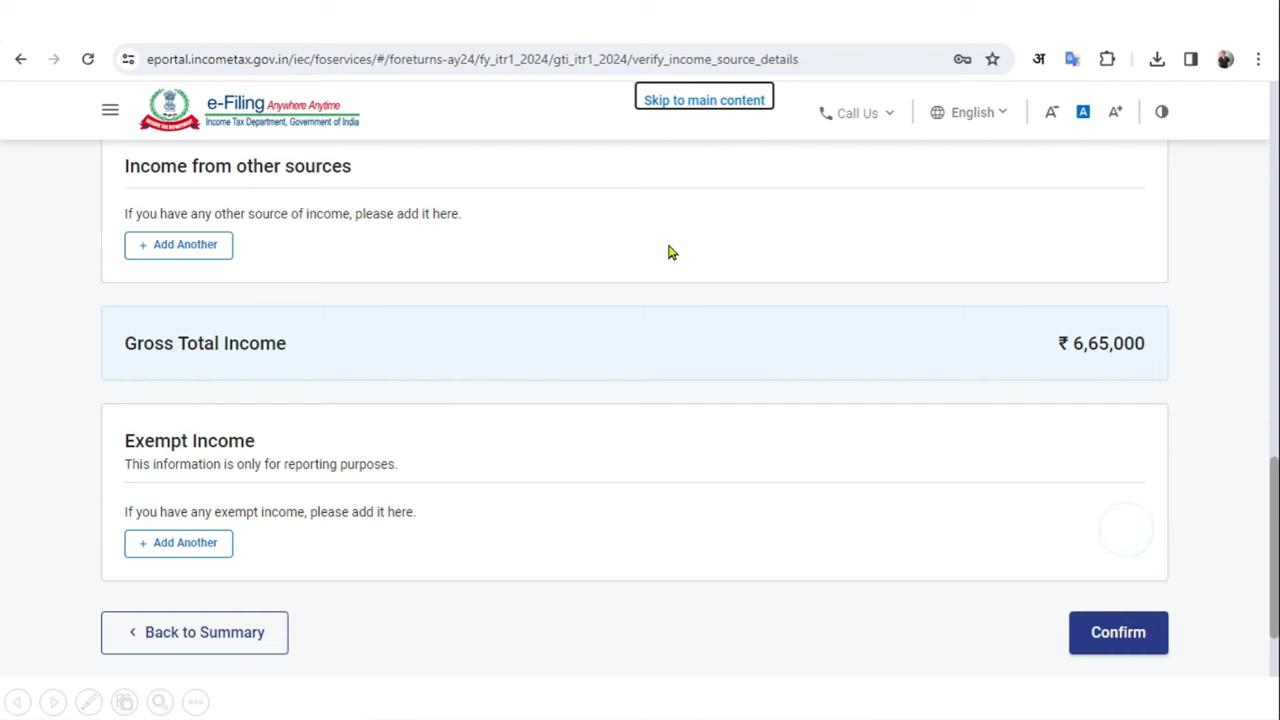 eportal.incometax.gov.in/iec/foservices/#/foreturns-ay24/fy_itr1_2024/gti_itr1_2024/verify_income_source_details
अ
e-Filing Anywhere Anytime
Income Tax Department, Government of India
Skip to main content
Call Us
English
A-
A
A+
Income from other sources
If you have any other source of income, please add it here.
+ Add Another
Gross Total Income ₹ 6,65,000
Exempt Income
This information is only for reporting purposes.
If you have any exempt income, please add it here.
+ Add Another
< Back to Summary
Confirm